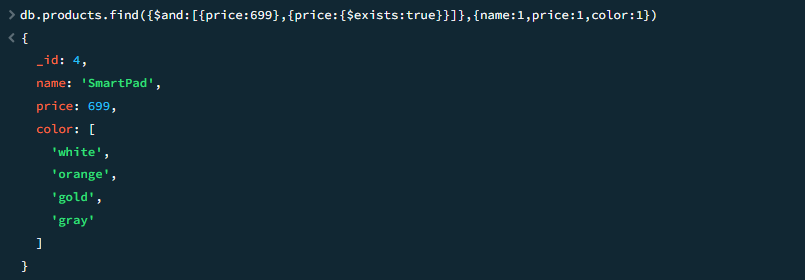 > db.products.find({$and:[{price:699},{price:{$exists:true}}]},{name:1,price:1,color:1})
< {
_id: 4,
name: 'SmartPad',
price: 699,
color: [
'white',
'orange',
'gold',
'gray'
]
}